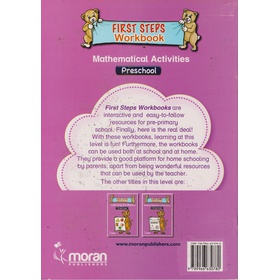 FIRST STEPS
Workbook
Mathematical Activities
Preschool
First Steps Workbooks are
interactive and easy-to-follow
resources for pre-primary
school. Finally, here is the real deal!
With these workbooks, learning at this
level is fun! Furthermore, the workbooks can
be used both at school and at home.
They provide a good platform for home schooling
by parents, apart from being wonderful resources
that can be used by the teacher.
The other titles in this level are:
moran
PUBLISHERS
www.moranpublishers.com